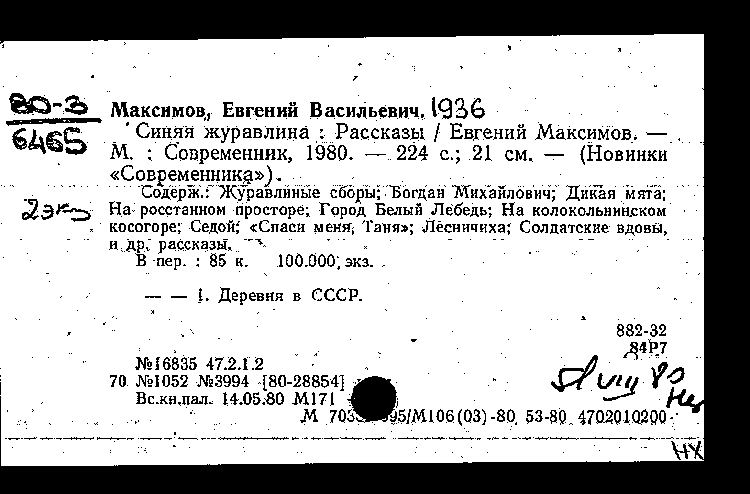 80-3
6465
Максимов, Евгений Васильевич. 1936
Синяя журавлина : Рассказы / Евгений Максимов. —
М. : Современник, 1980. — 224 с.; 21 см. — (Новинки
«Современника»).
2 экз
Содерж.: Журавлиные сборы; Богдан Михайлович; Дикая мята;
На росстанном просторе; Город Белый Лебедь; На колокольнинском
косогоре; Седой; «Спаси меня, Таня»; Лесничиха; Солдатские вдовы,
и др. рассказы.
В пер. : 85 к. 100.000 экз.
— — 1. Деревня в СССР.
882-32
84Р7
№16835 47.2.1.2
70 №1052 №3994 [80-28854]
Вс.кн.пал. 14.05.80 М171
М 95/М106(03)-80 53-80 4702010200
НХ